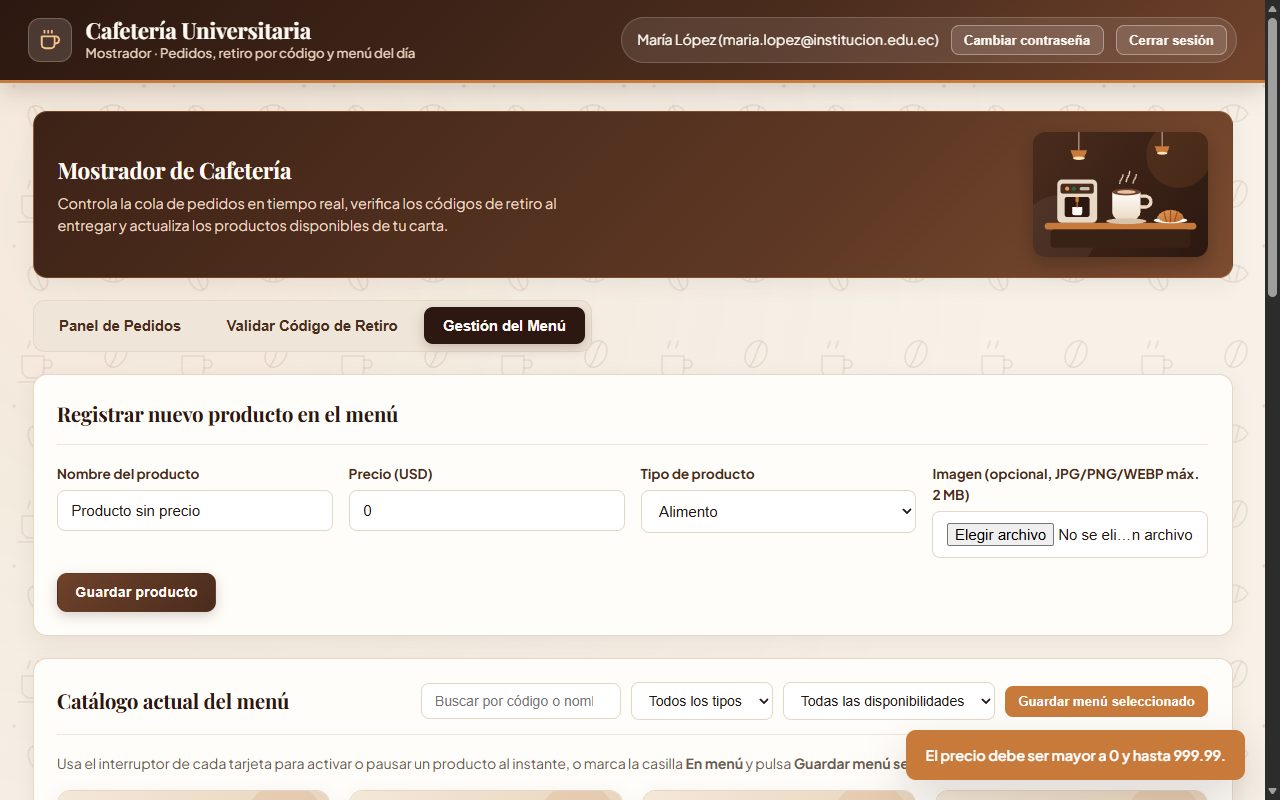 Cafetería Universitaria
Mostrador · Pedidos, retiro por código y menú del día
María López (maria.lopez@institucion.edu.ec)
Cambiar contraseña
Cerrar sesión
Mostrador de Cafetería
Controla la cola de pedidos en tiempo real, verifica los códigos de retiro al
entregar y actualiza los productos disponibles de tu carta.
Panel de Pedidos
Validar Código de Retiro
Gestión del Menú
Registrar nuevo producto en el menú
Nombre del producto
Producto sin precio
Precio (USD)
0
Tipo de producto
Alimento
Imagen (opcional, JPG/PNG/WEBP máx.
2 MB)
Elegir archivo No se eli...n archivo
Guardar producto
Catálogo actual del menú
Buscar por código o noml
Todos los tipos
Todas las disponibilidades
Guardar menú seleccionado
Usa el interruptor de cada tarjeta para activar o pausar un producto al instante, o marca la casilla En menú y pulsa Guardar menú se
El precio debe ser mayor a 0 y hasta 999.99.